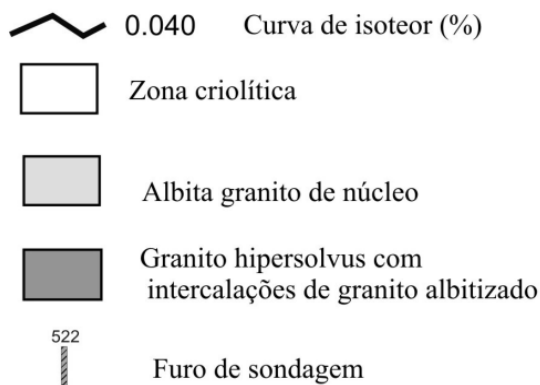 0.040 Curva de isoteor (%)
Zona criolítica
Albita granito de núcleo
Granito hipersolvus com
intercalações de granito albitizado
522
Furo de sondagem